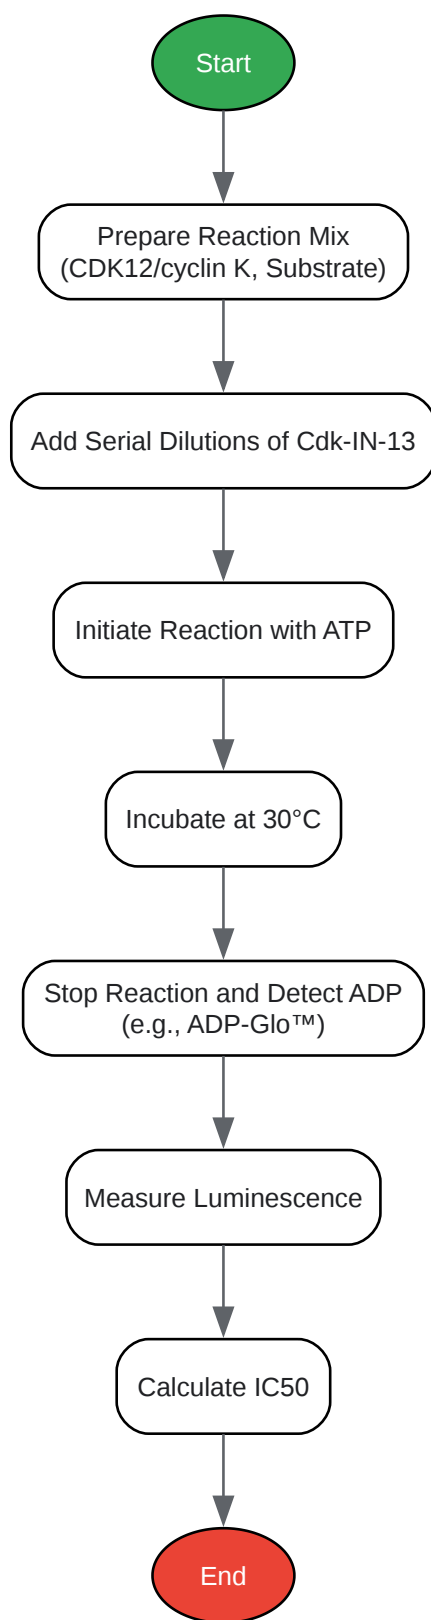 Start
Prepare Reaction Mix
(CDK12/cyclin K, Substrate)
Add Serial Dilutions of Cdk-IN-13
Initiate Reaction with ATP
Incubate at 30°C
Stop Reaction and Detect ADP
(e.g., ADP-Glo™)
Measure Luminescence
Calculate IC50
End